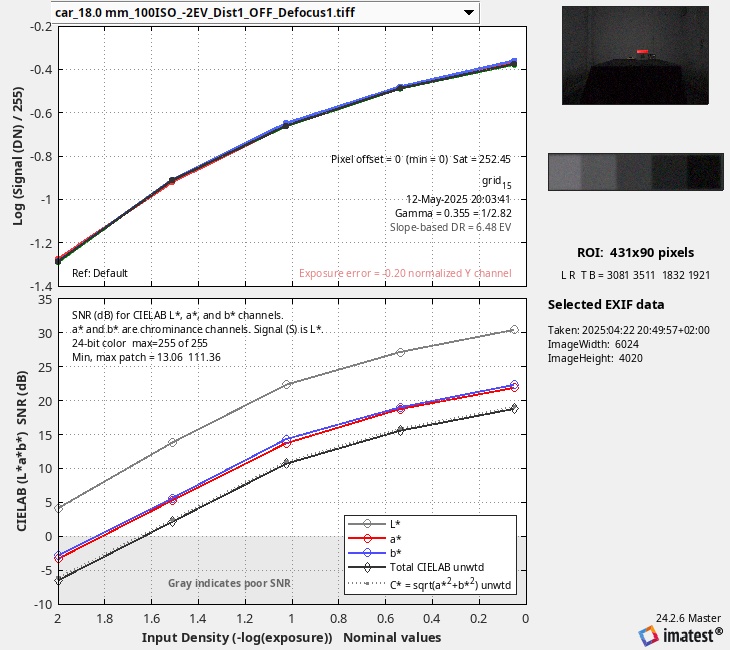 car_18.0 mm_100ISO_-2EV_Dist1_OFF_Defocus1.tiff
-0.2
-0.4
-0.6
-0.8
-1
-1.2
-1.4
Log (Signal (DN) / 255)
Pixel offset = 0 (min = 0) Sat = 252.45
grid15
12-May-2025 20:03:41
Gamma = 0.355 = 1/2.82
Slope-based DR = 6.48 EV
Ref: Default
Exposure error = -0.20 normalized Y channel
35
30
25
20
15
10
5
0
-5
-10
CIELAB (L*a*b*) SNR (dB)
SNR (dB) for CIELAB L*, a*, and b* channels.
a* and b* are chrominance channels. Signal (S) is L*.
24-bit color max=255 of 255
Min, max patch = 13.06 111.36
L*
a*
b*
Total CIELAB unwtd
C* = sqrt(a*2+b*2) unwtd
Gray indicates poor SNR
2 1.8 1.6 1.4 1.2 1 0.8 0.6 0.4 0.2 0
Input Density (-log(exposure)) Nominal values
ROI: 431x90 pixels
L R T B = 3081 3511 1832 1921
Selected EXIF data
Taken: 2025:04:22 20:49:57+02:00
ImageWidth: 6024
ImageHeight: 4020
24.2.6 Master
imatest®